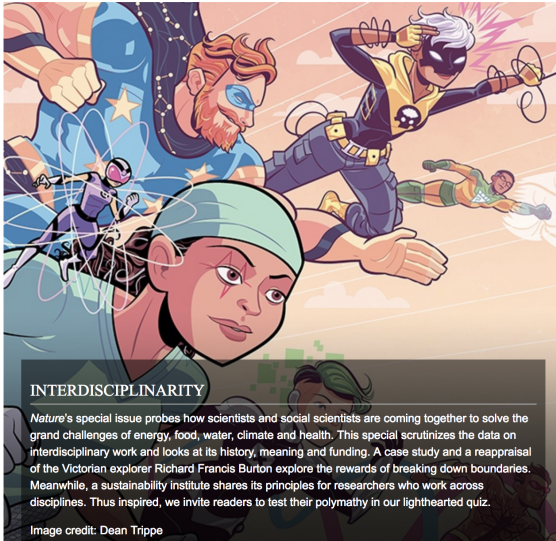 INTERDISCIPLINARITY
Nature's special issue probes how scientists and social scientists are coming together to solve the
grand challenges of energy, food, water, climate and health. This special scrutinizes the data on
interdisciplinary work and looks at its history, meaning and funding. A case study and a reappraisal
of the Victorian explorer Richard Francis Burton explore the rewards of breaking down boundaries.
Meanwhile, a sustainability institute shares its principles for researchers who work across
disciplines. Thus inspired, we invite readers to test their polymathy in our lighthearted quiz.
Image credit: Dean Trippe